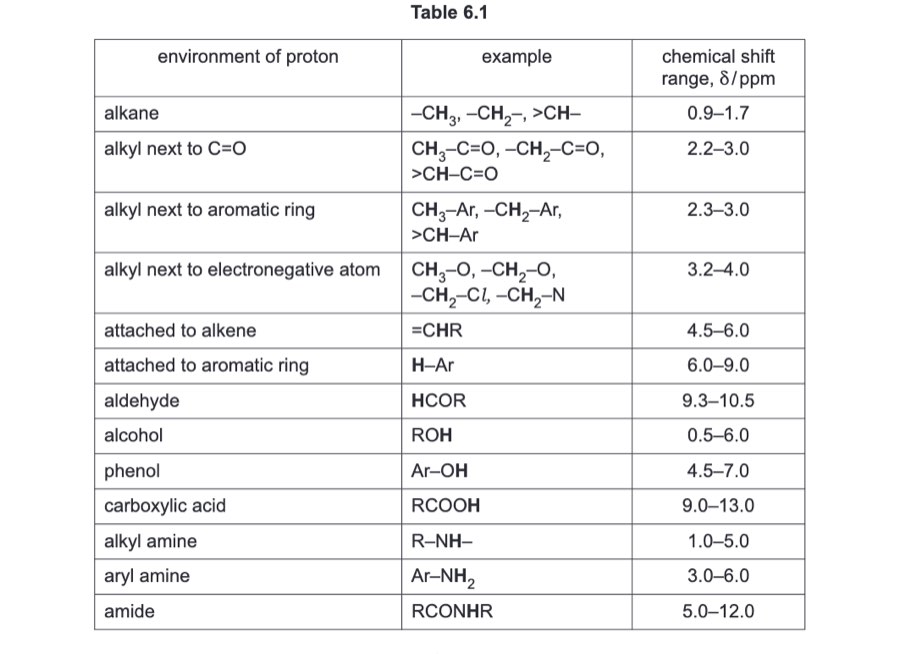 Table 6.1
environment of proton example chemical shift
range, δ/ppm
alkane –CH₃, –CH₂–, >CH– 0.9–1.7
alkyl next to C=O CH₃–C=O, –CH₂–C=O, 2.2–3.0
>CH–C=O
alkyl next to aromatic ring CH₃–Ar, –CH₂–Ar, 2.3–3.0
>CH–Ar
alkyl next to electronegative atom CH₃–O, –CH₂–O, 3.2–4.0
–CH₂–Cl, –CH₂–N
attached to alkene =CHR 4.5–6.0
attached to aromatic ring H–Ar 6.0–9.0
aldehyde HCOR 9.3–10.5
alcohol ROH 0.5–6.0
phenol Ar–OH 4.5–7.0
carboxylic acid RCOOH 9.0–13.0
alkyl amine R–NH– 1.0–5.0
aryl amine Ar–NH₂ 3.0–6.0
amide RCONHR 5.0–12.0